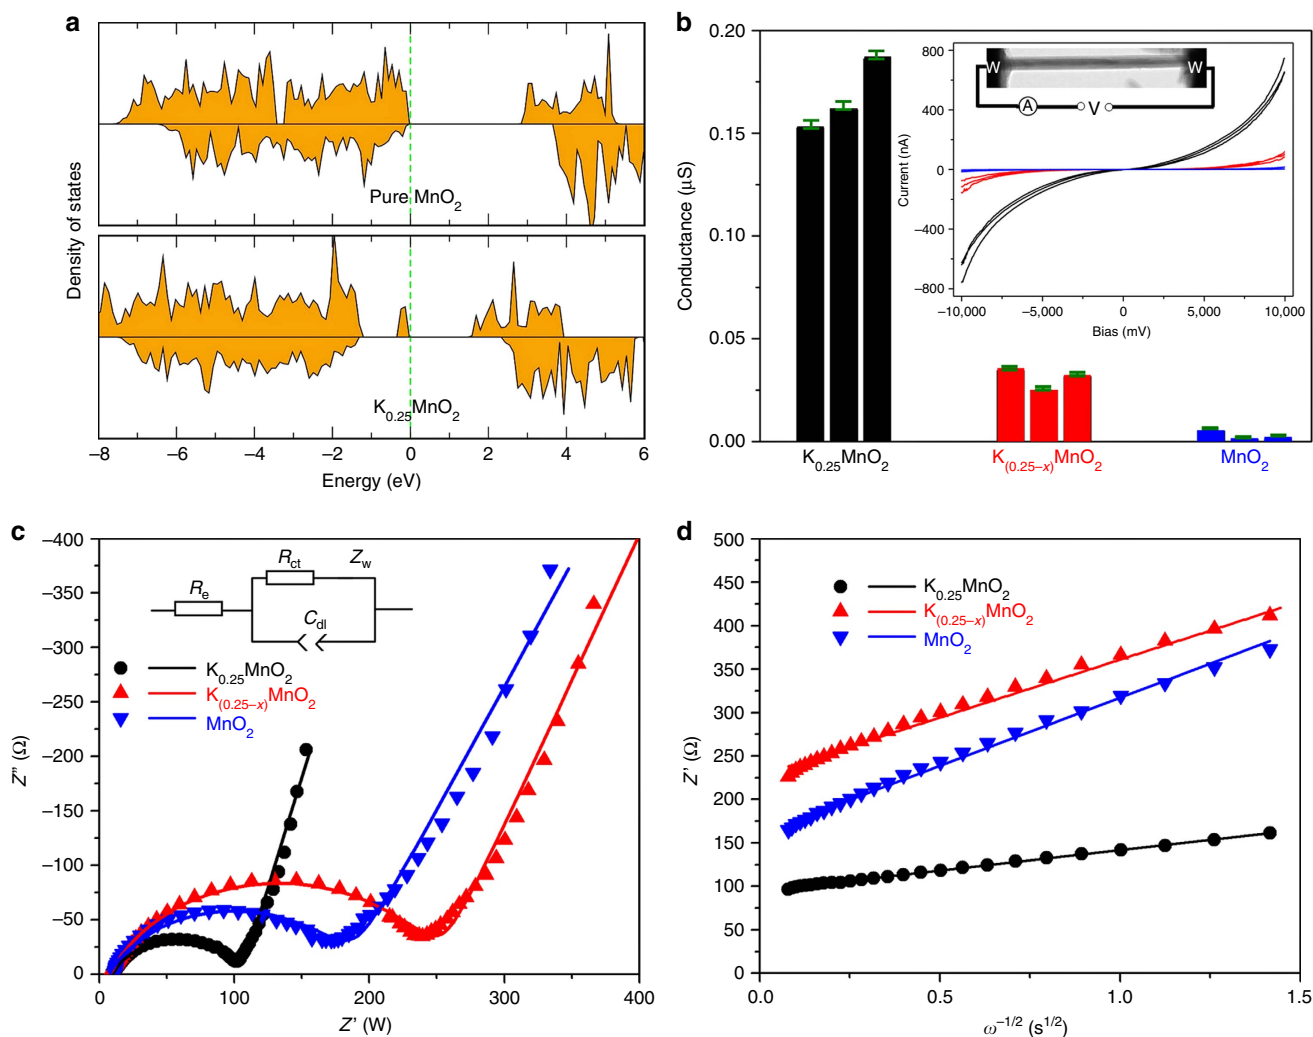 a
Density of states
Pure MnO2
K0.25MnO2
−8 −6 −4 −2 0 2 4 6
Energy (eV)
b
Conductance (µS)
0.20
0.15
0.10
0.05
0.00
K0.25MnO2
K(0.25−x)MnO2
MnO2
Current (nA)
800
400
0
−400
−800
−10,000 −5,000 0 5,000 10,000
Bias (mV)
W
W
A
V
c
Z" (Ω)
−400
−350
−300
−250
−200
−150
−100
−50
0
0 100 200 300 400
Z' (W)
Re
Rct
Zw
Cdl
K0.25MnO2
K(0.25−x)MnO2
MnO2
d
Z' (Ω)
500
450
400
350
300
250
200
150
100
50
0
0.0 0.5 1.0 1.5
ω−1/2 (s1/2)
K0.25MnO2
K(0.25−x)MnO2
MnO2